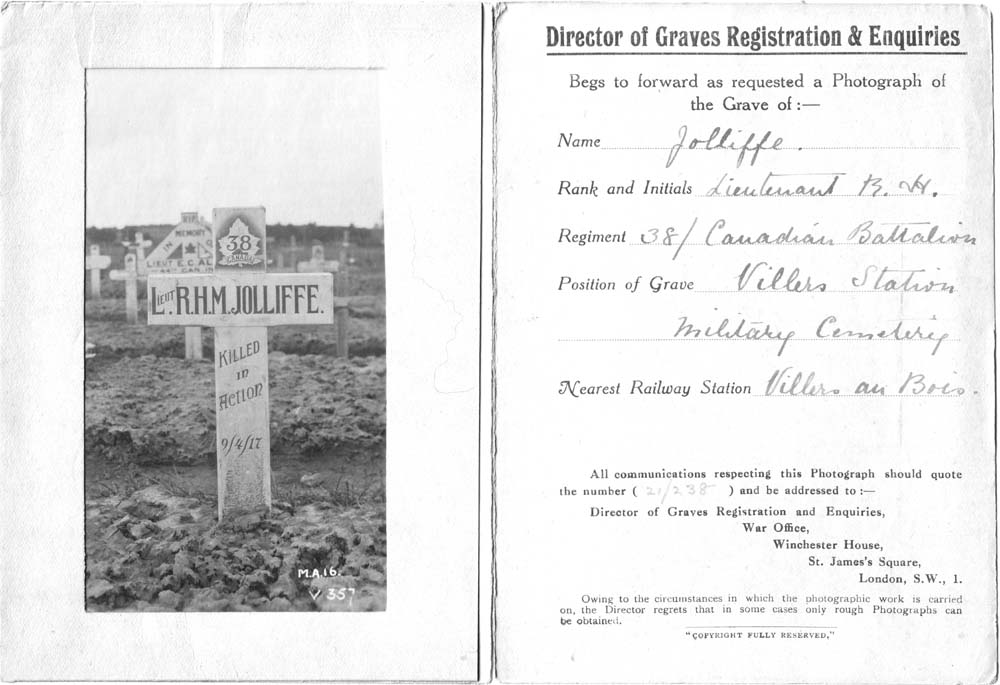 R.I.P.
IN MEMORY
LIEUT E.C. AL
44TH CAN. IN
38
CANADA
LIEUT. R.H.M. JOLLIFFE.
KILLED
in
Action
9/4/17
M.A.16.
V 357
Director of Graves Registration & Enquiries
Begs to forward as requested a Photograph of
the Grave of :—
Name Jolliffe.
Rank and Initials Lieutenant R. H.
Regiment 38/ Canadian Battalion
Position of Grave Villers Station
Military Cemetery
Nearest Railway Station Villers au Bois.
All communications respecting this Photograph should quote
the number ( 21/238 ) and be addressed to :—
Director of Graves Registration and Enquiries,
War Office,
Winchester House,
St. James's Square,
London, S.W., 1.
Owing to the circumstances in which the photographic work is carried
on, the Director regrets that in some cases only rough Photographs can
be obtained.
"COPYRIGHT FULLY RESERVED,"